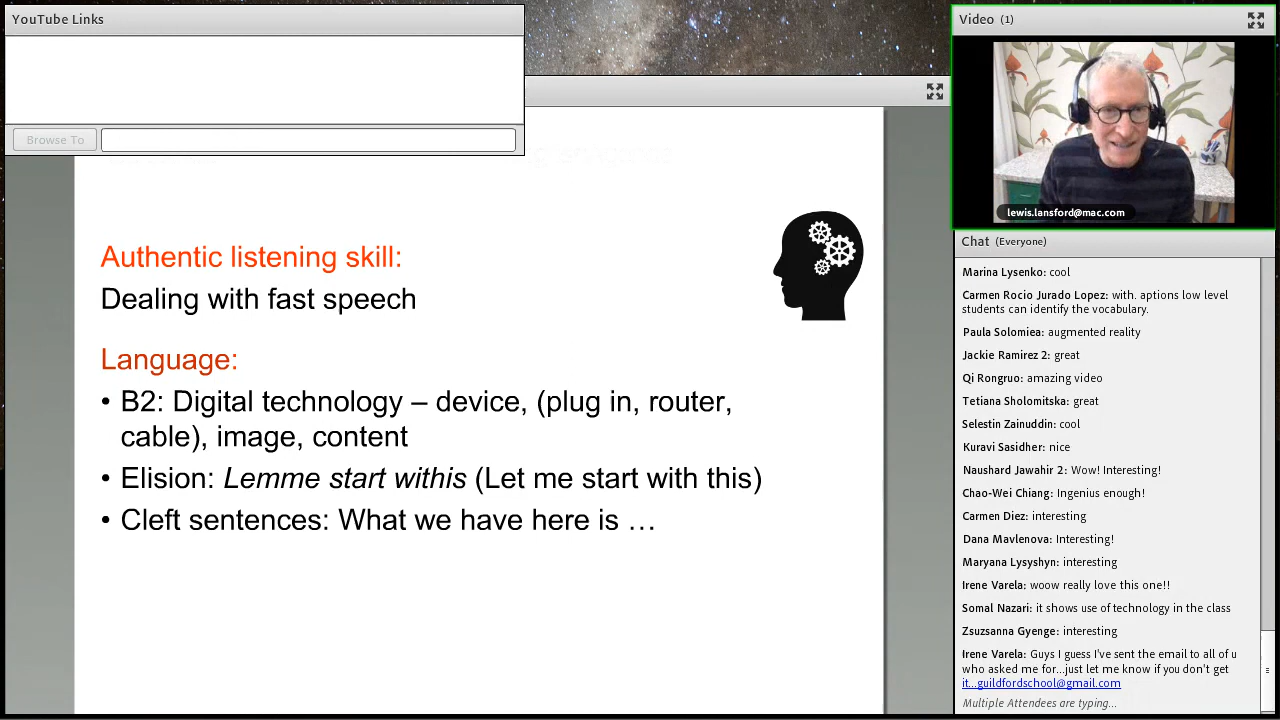 YouTube Links
Browse To
Authentic listening skill:
Dealing with fast speech
Language:
• B2: Digital technology – device, (plug in, router,
cable), image, content
• Elision: Lemme start withis (Let me start with this)
• Cleft sentences: What we have here is …
Video (1)
lewis.lansford@mac.com
Chat (Everyone)
Marina Lysenko: cool
Carmen Rocio Jurado Lopez: with. aptions low level
students can identify the vocabulary.
Paula Solomiea: augmented reality
Jackie Ramirez 2: great
Qi Rongruo: amazing video
Tetiana Sholomitska: great
Selestin Zainuddin: cool
Kuravi Sasidher: nice
Naushard Jawahir 2: Wow! Interesting!
Chao-Wei Chiang: Ingenius enough!
Carmen Diez: interesting
Dana Mavlenova: Interesting!
Maryana Lysyshyn: interesting
Irene Varela: woow really love this one!!
Somal Nazari: it shows use of technology in the class
Zsuzsanna Gyenge: interesting
Irene Varela: Guys I guess I've sent the email to all of u
who asked me for...just let me know if you don't get
it...guildfordschool@gmail.com
Multiple Attendees are typing...